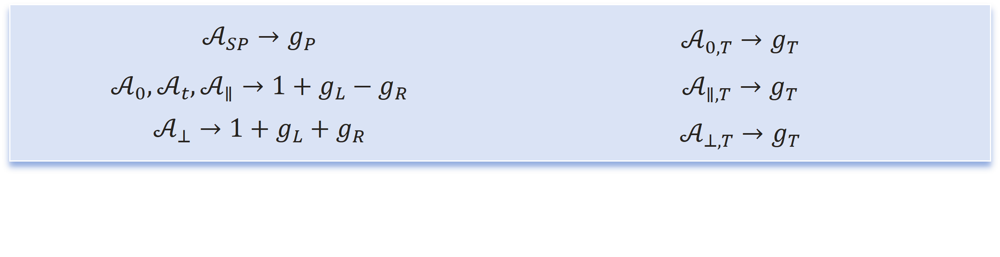 𝒜_{SP} → g_P
𝒜_0, 𝒜_t, 𝒜_∥ → 1 + g_L − g_R
𝒜_⊥ → 1 + g_L + g_R
𝒜_{0,T} → g_T
𝒜_{∥,T} → g_T
𝒜_{⊥,T} → g_T